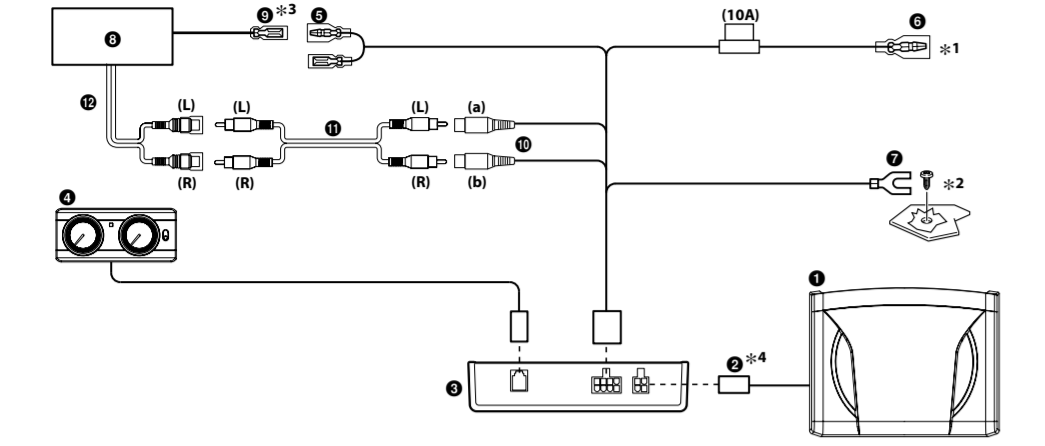 ❾ *3
❺
(10A)
❻
*1
❽
⓬
(L)
(L)
(L)
(a)
⓫
❿
(R)
(R)
(R)
(b)
❼
*2
❹
❶
❷ *4
❸